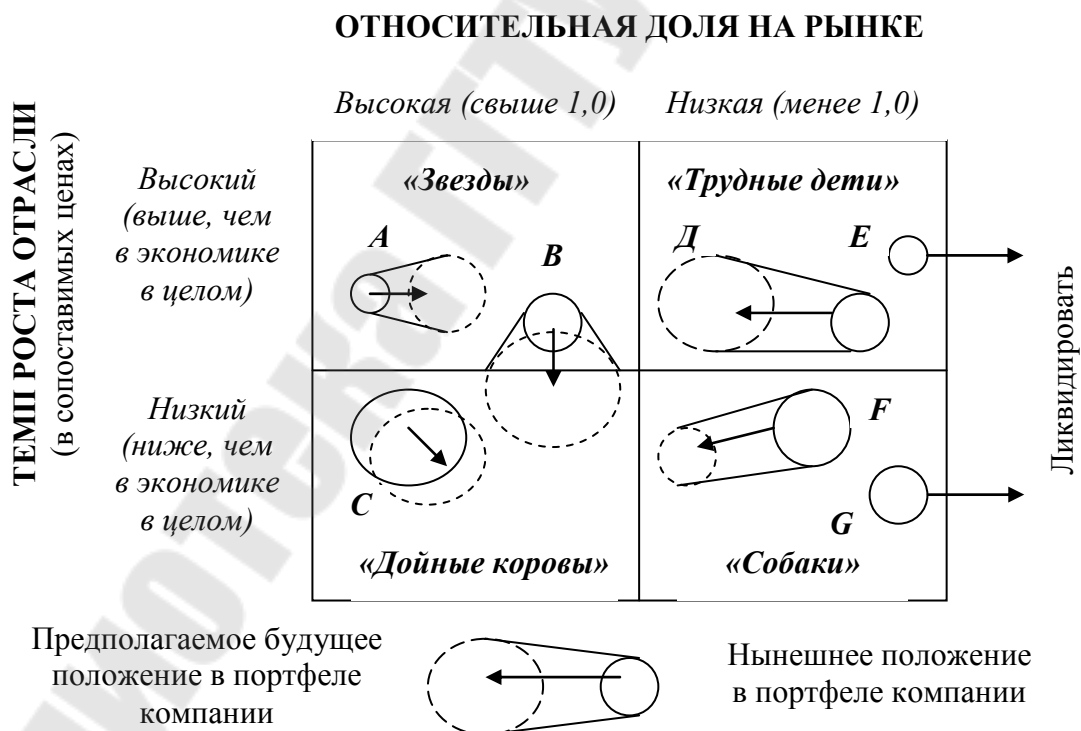 ОТНОСИТЕЛЬНАЯ ДОЛЯ НА РЫНКЕ
Высокая (свыше 1,0)
Низкая (менее 1,0)
ТЕМП РОСТА ОТРАСЛИ
(в сопоставимых ценах)
Высокий
(выше, чем
в экономике
в целом)
«Звезды»
«Трудные дети»
A
B
Д
E
Ликвидировать
Низкий
(ниже, чем
в экономике
в целом)
C
F
G
«Дойные коровы»
«Собаки»
Предполагаемое будущее
положение в портфеле
компании
Нынешнее положение
в портфеле компании